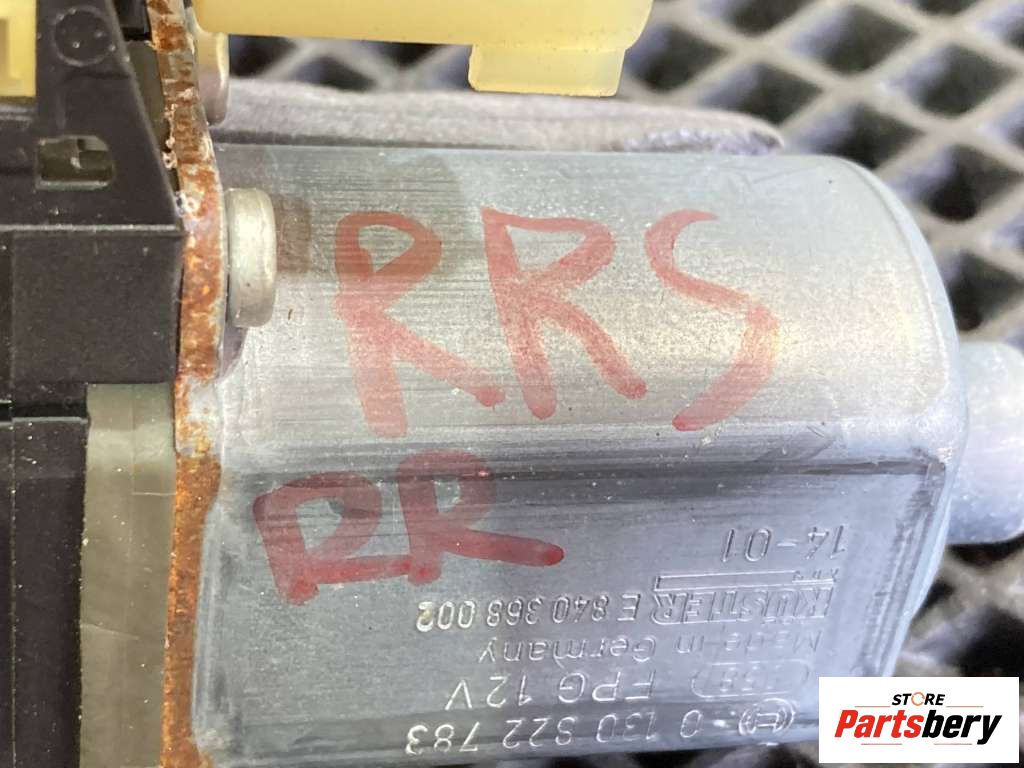 RRS
RR
0 130 822 783
FPG 12V
Made in Germany
KÜSTER E 840 368 002
14-01
STORE
Partsbery